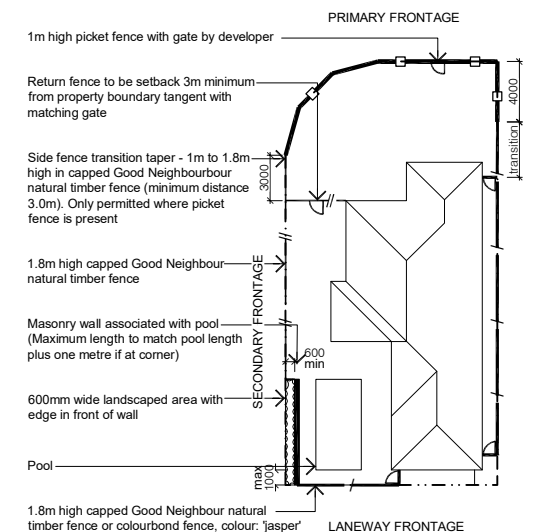 PRIMARY FRONTAGE
1m high picket fence with gate by developer
Return fence to be setback 3m minimum
from property boundary tangent with
matching gate
4000
transition
Side fence transition taper - 1m to 1.8m
high in capped Good Neighbourbour
natural timber fence (minimum distance
3.0m). Only permitted where picket
fence is present
3000
1.8m high capped Good Neighbour
natural timber fence
SECONDARY FRONTAGE
Masonry wall associated with pool
(Maximum length to match pool length
plus one metre if at corner)
600
min
600mm wide landscaped area with
edge in front of wall
Pool
max
1000
1.8m high capped Good Neighbour natural
timber fence or colourbond fence, colour: 'jasper'
LANEWAY FRONTAGE